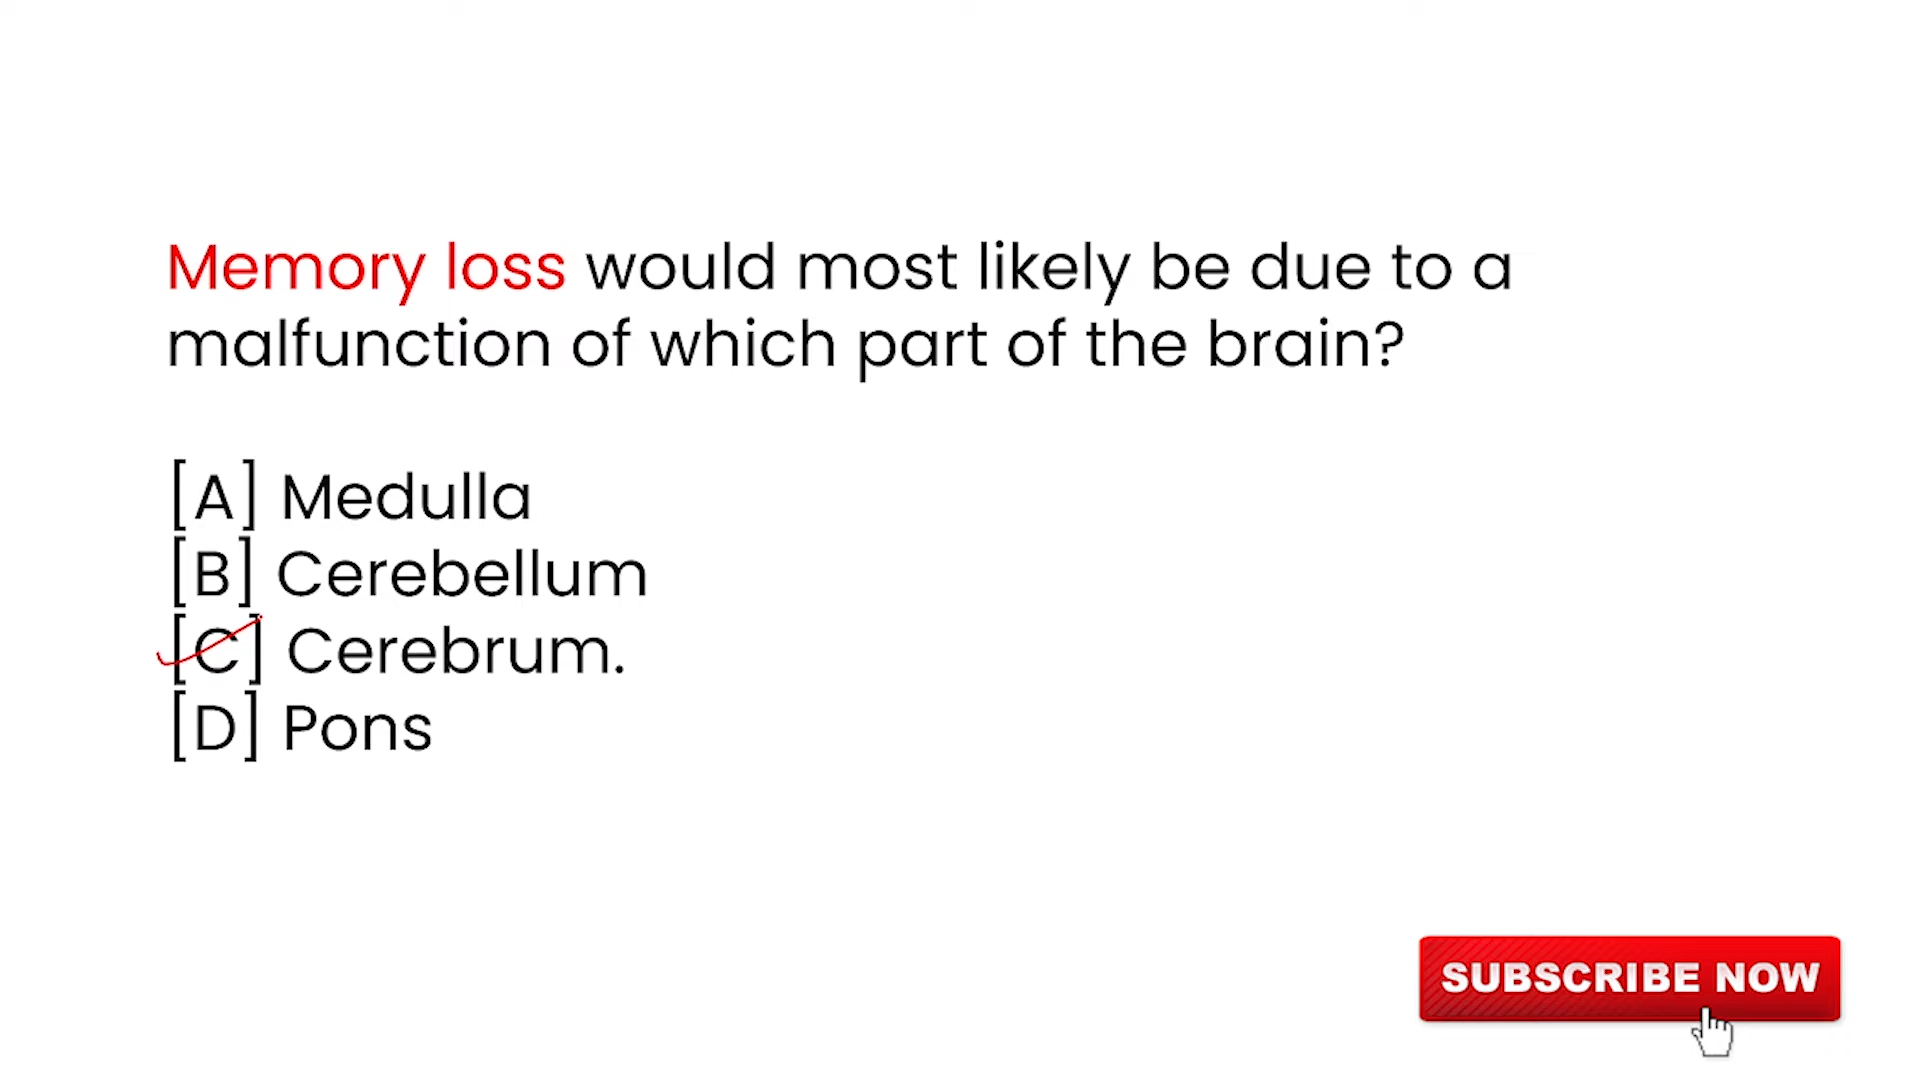 Memory loss would most likely be due to a
malfunction of which part of the brain?
[A] Medulla
[B] Cerebellum
[C] Cerebrum.
[D] Pons
SUBSCRIBE NOW